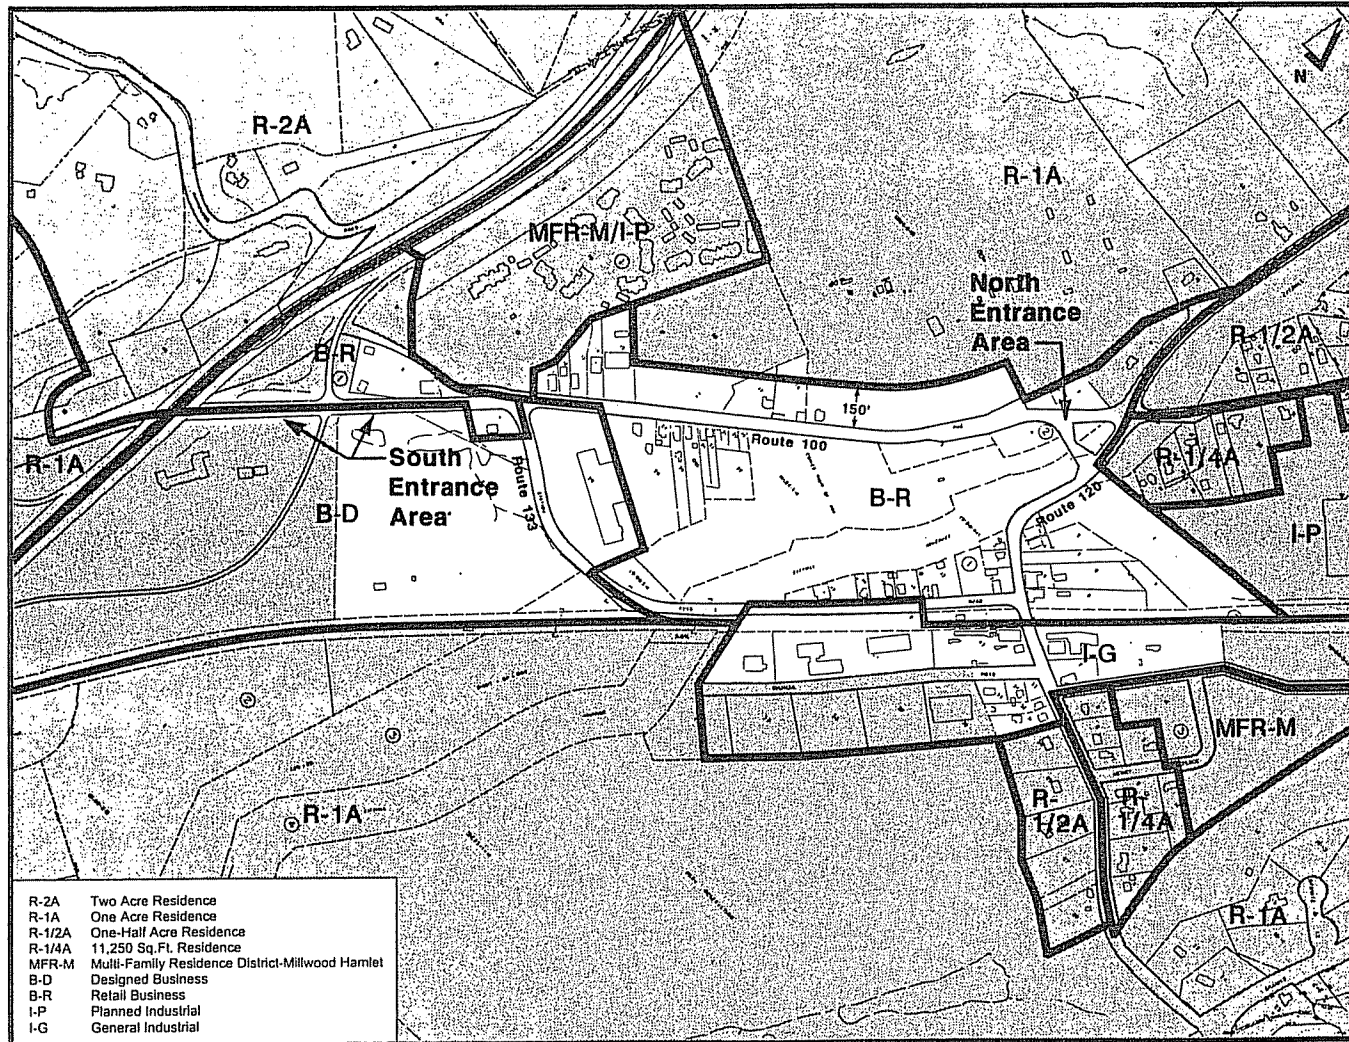 N
R-2A
R-1A
MFR-M/I-P
North
Entrance
Area
R-1/2A
B-R
150'
Route 100
R-1/4A
R-1A
South
Entrance
Area
Route 133
B-D
B-R
Route 120
I-P
I-G
MFR-M
R-
1/2A
R-
1/4A
R-1A
R-1A
R-2A Two Acre Residence
R-1A One Acre Residence
R-1/2A One-Half Acre Residence
R-1/4A 11,250 Sq.Ft. Residence
MFR-M Multi-Family Residence District-Millwood Hamlet
B-D Designed Business
B-R Retail Business
I-P Planned Industrial
I-G General Industrial